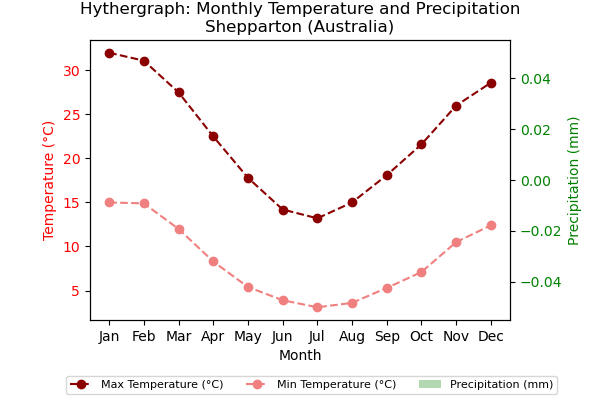 Hythergraph: Monthly Temperature and Precipitation
Shepparton (Australia)
Temperature (°C)
30
25
20
15
10
5
0.04
0.02
0.00
−0.02
−0.04
Precipitation (mm)
Jan Feb Mar Apr May Jun Jul Aug Sep Oct Nov Dec
Month
Max Temperature (°C) Min Temperature (°C) Precipitation (mm)